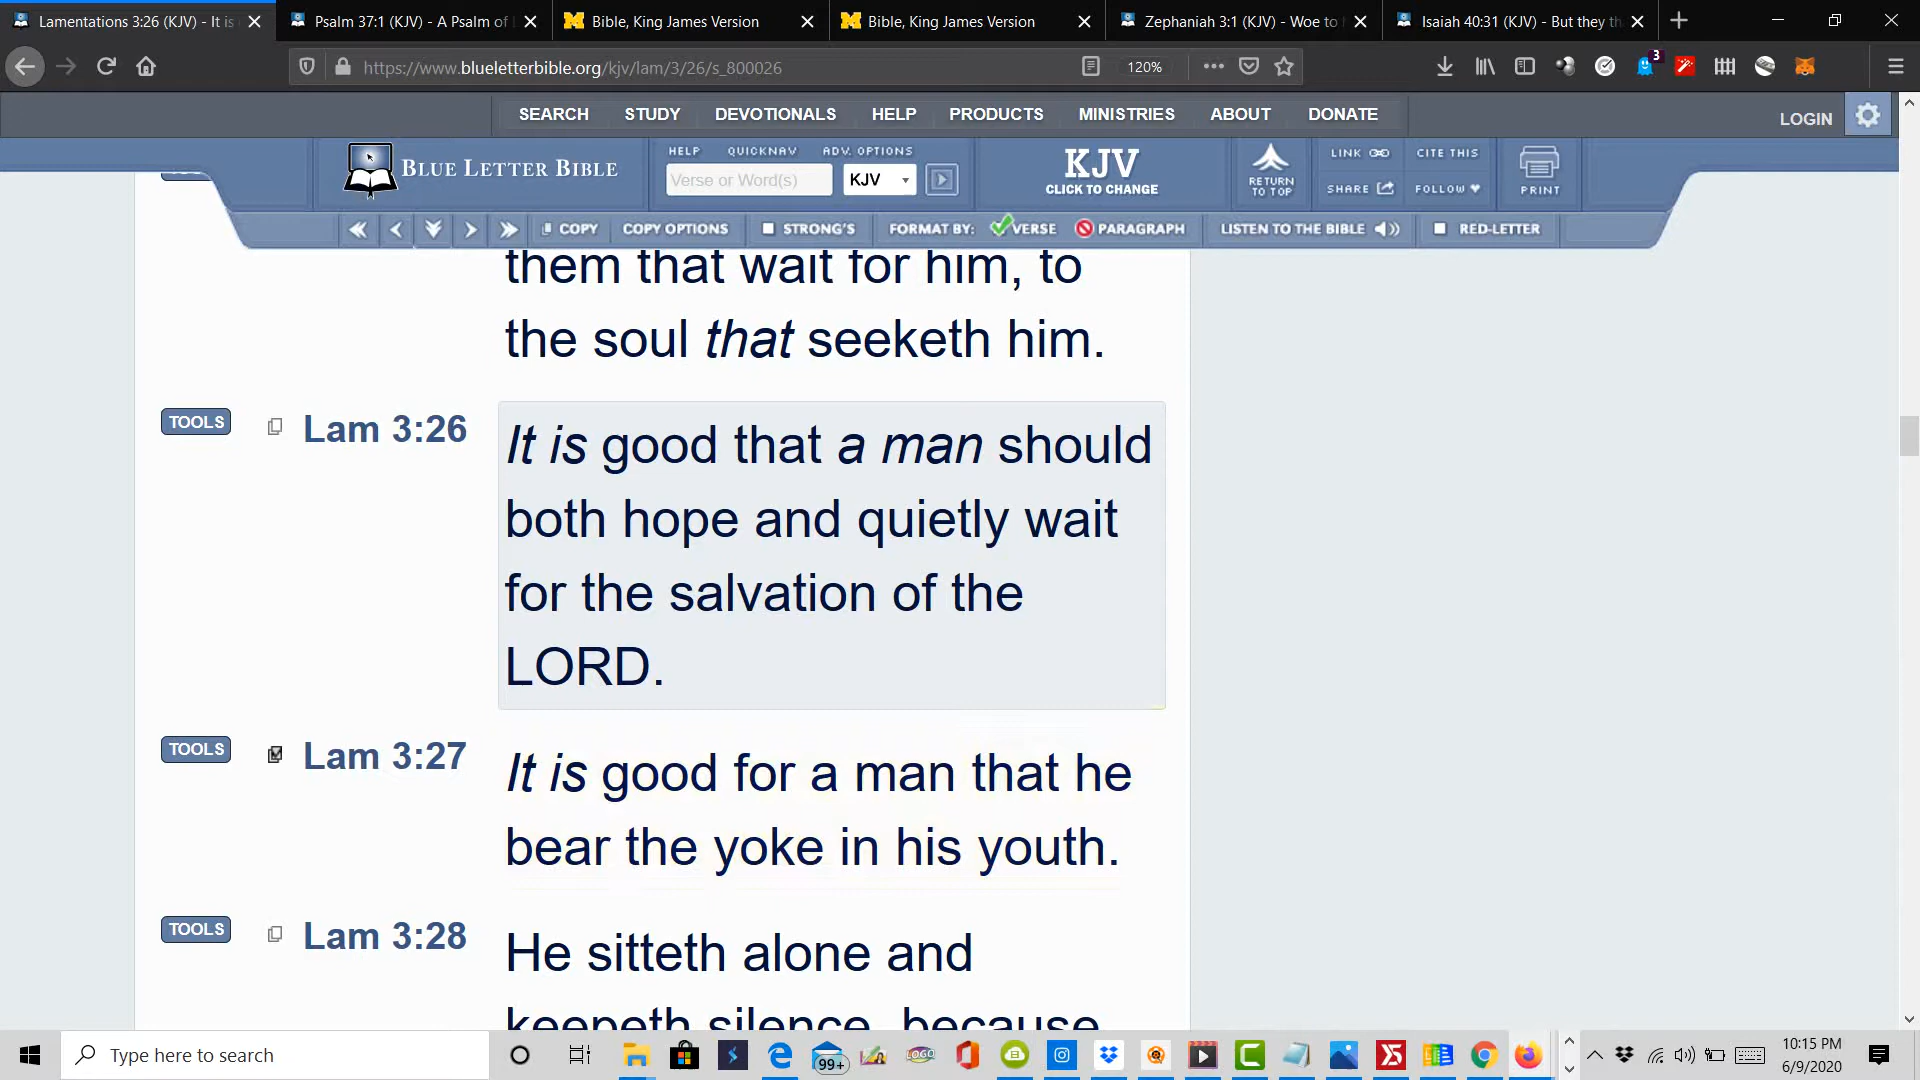 Lamentations 3:26 (KJV) - It is
Psalm 37:1 (KJV) - A Psalm of
Bible, King James Version
Bible, King James Version
Zephaniah 3:1 (KJV) - Woe to
Isaiah 40:31 (KJV) - But they th
https://www.blueletterbible.org/kjv/lam/3/26/s_800026
120%
3
SEARCH STUDY DEVOTIONALS HELP PRODUCTS MINISTRIES ABOUT DONATE
LOGIN
BLUE LETTER BIBLE
HELP QUICKNAV ADV. OPTIONS
Verse or Word(s)
KJV
KJV
CLICK TO CHANGE
RETURN
TO TOP
LINK CITE THIS
SHARE FOLLOW
PRINT
COPY COPY OPTIONS STRONG'S FORMAT BY: VERSE PARAGRAPH LISTEN TO THE BIBLE RED-LETTER
them that wait for him, to
the soul that seeketh him.
TOOLS Lam 3:26
It is good that a man should
both hope and quietly wait
for the salvation of the
LORD.
TOOLS Lam 3:27
It is good for a man that he
bear the yoke in his youth.
TOOLS Lam 3:28
He sitteth alone and
keepeth silence, because
Type here to search
99+
LOGO
10:15 PM
6/9/2020